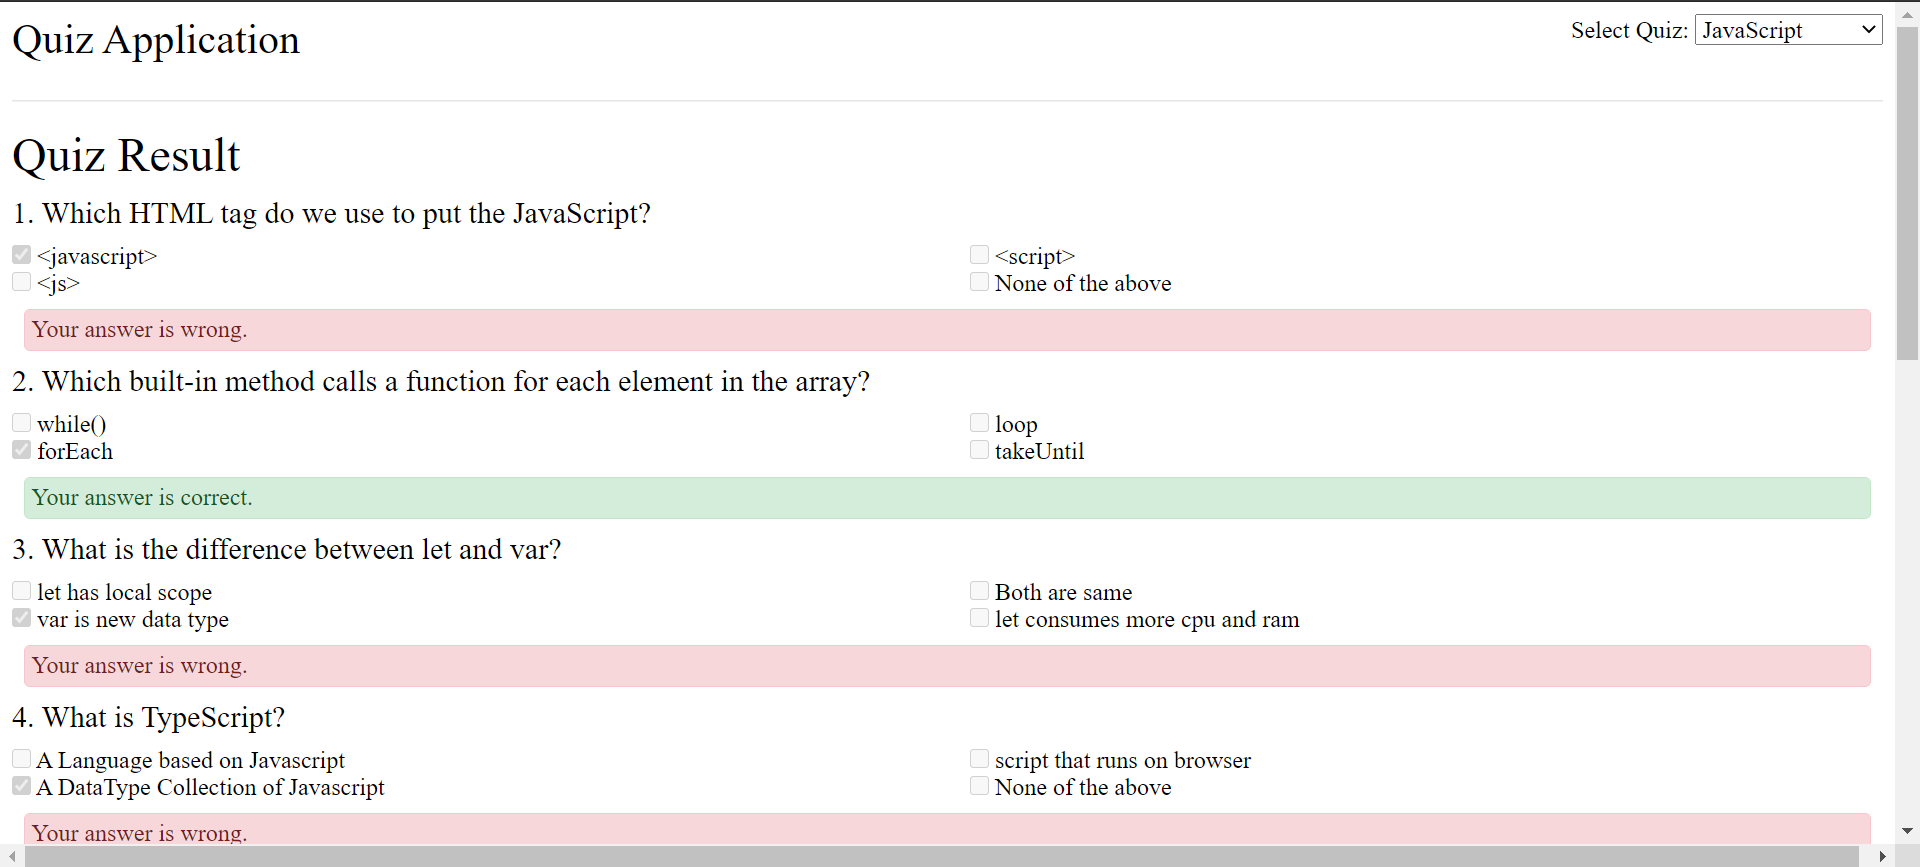 Quiz Application
Select Quiz: JavaScript
Quiz Result
1. Which HTML tag do we use to put the JavaScript?
<javascript>
<script>
<js>
None of the above
Your answer is wrong.
2. Which built-in method calls a function for each element in the array?
while()
loop
forEach
takeUntil
Your answer is correct.
3. What is the difference between let and var?
let has local scope
Both are same
var is new data type
let consumes more cpu and ram
Your answer is wrong.
4. What is TypeScript?
A Language based on Javascript
script that runs on browser
A DataType Collection of Javascript
None of the above
Your answer is wrong.